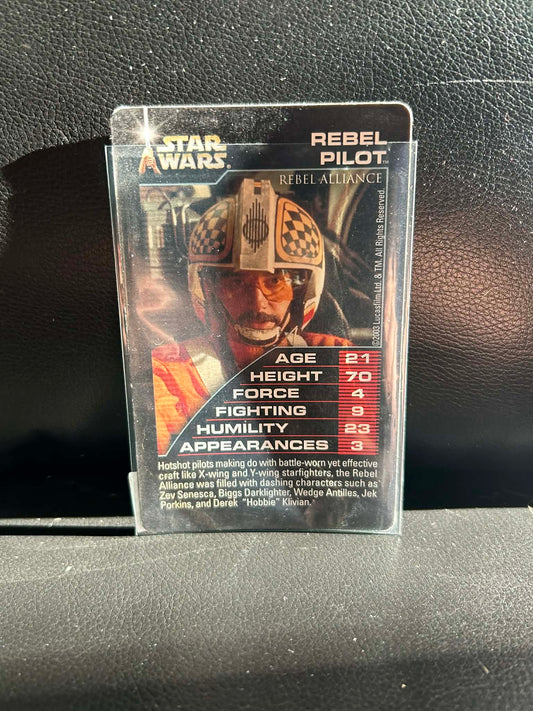 STAR
WARS
REBEL
PILOT™
REBEL ALLIANCE
©2003 Lucasfilm Ltd. & TM. All Rights Reserved.
AGE 21
HEIGHT 70
FORCE 4
FIGHTING 9
HUMILITY 23
APPEARANCES 3
Hotshot pilots making do with battle-worn yet effective
craft like X-wing and Y-wing starfighters, the Rebel
Alliance was filled with dashing characters such as
Zev Senesca, Biggs Darklighter, Wedge Antilles, Jek
Porkins, and Derek "Hobbie" Klivian.